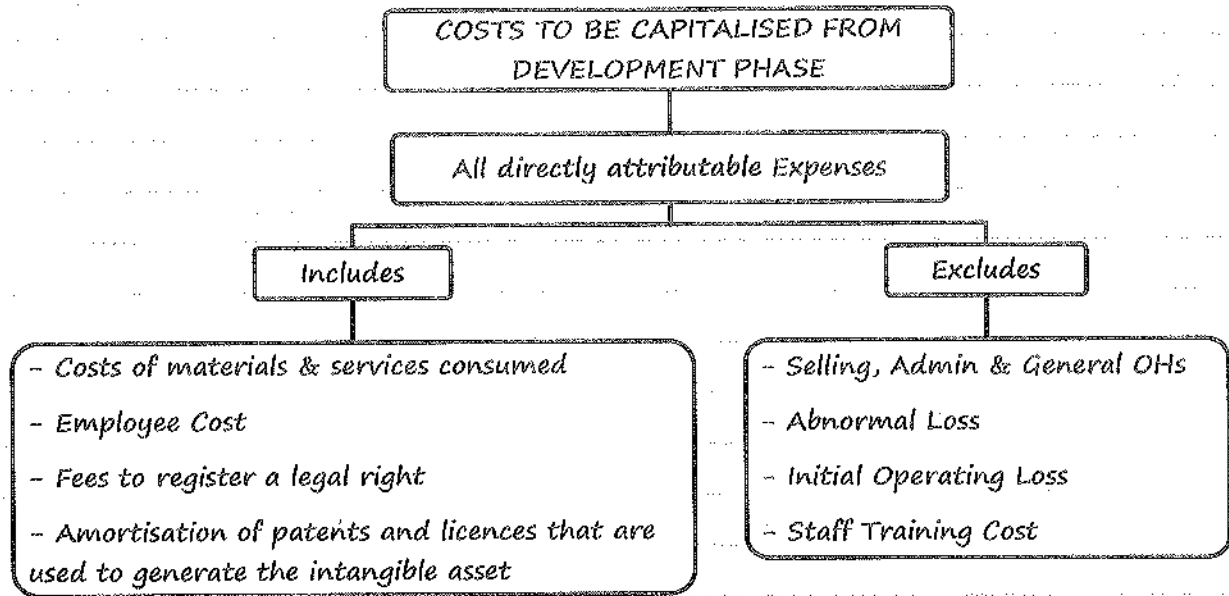 COSTS TO BE CAPITALISED FROM
DEVELOPMENT PHASE
All directly attributable Expenses
Includes
Excludes
- Costs of materials & services consumed
- Employee Cost
- Fees to register a legal right
- Amortisation of patents and licences that are
used to generate the intangible asset
- Selling, Admin & General OHs
- Abnormal Loss
- Initial Operating Loss
- Staff Training Cost